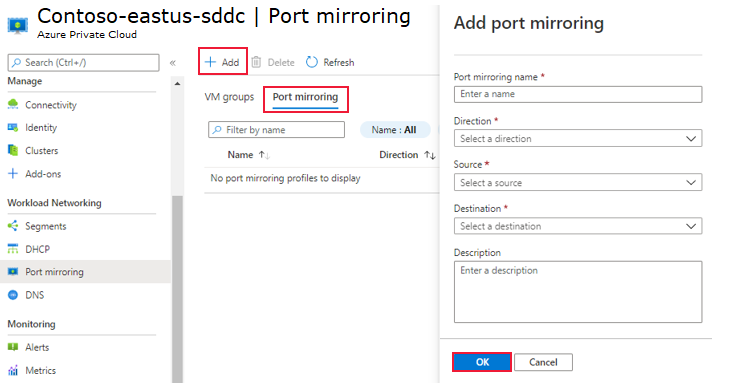 Contoso-eastus-sddc | Port mirroring
Azure Private Cloud
Search (Ctrl+/) «
Manage
Connectivity
Identity
Clusters
Add-ons
Workload Networking
Segments
DHCP
Port mirroring
DNS
Monitoring
Alerts
Metrics
+ Add Delete Refresh
VM groups Port mirroring
Filter by name Name : All
Name ↑↓ Direction ↑↓
No port mirroring profiles to display
Add port mirroring
Port mirroring name *
Enter a name
Direction *
Select a direction
Source *
Select a source
Destination *
Select a destination
Description
Enter a description
OK Cancel